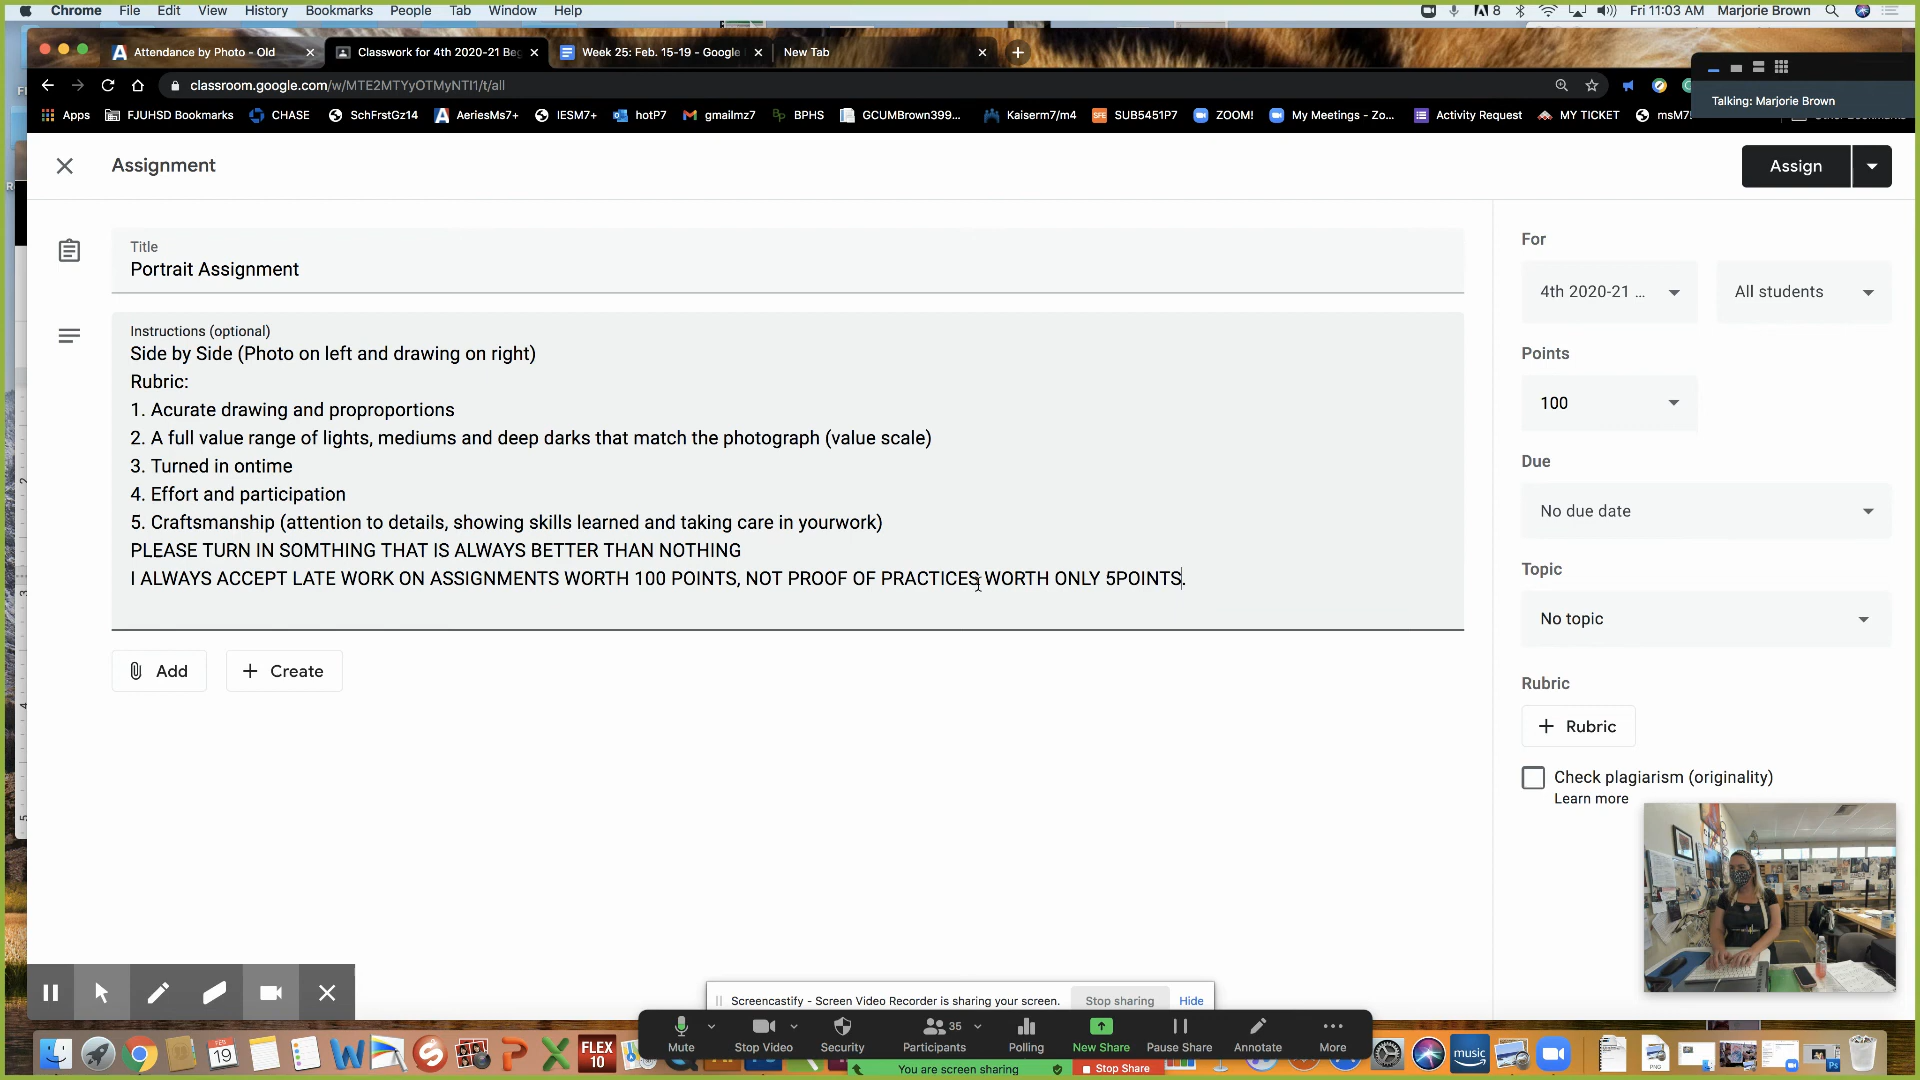 Chrome File Edit View History Bookmarks People Tab Window Help
8 Fri 11:03 AM Marjorie Brown
Attendance by Photo - Old
Classwork for 4th 2020-21 Beg
Week 25: Feb. 15-19 - Google
New Tab
classroom.google.com/w/MTE2MTYyOTMyNTI1/t/all
Talking: Marjorie Brown
Apps FJUHSD Bookmarks CHASE SchFrstGz14 AeriesMs7+ IESM7+ hotP7 gmailmz7 BPHS GCUMBrown399... Kaiserm7/m4 SUB5451P7 ZOOM! My Meetings - Zo... Activity Request MY TICKET
Assignment
Assign
Title
Portrait Assignment
Instructions (optional)
Side by Side (Photo on left and drawing on right)
Rubric:
1. Acurate drawing and proproportions
2. A full value range of lights, mediums and deep darks that match the photograph (value scale)
3. Turned in ontime
4. Effort and participation
5. Craftsmanship (attention to details, showing skills learned and taking care in yourwork)
PLEASE TURN IN SOMTHING THAT IS ALWAYS BETTER THAN NOTHING
I ALWAYS ACCEPT LATE WORK ON ASSIGNMENTS WORTH 100 POINTS, NOT PROOF OF PRACTICES WORTH ONLY 5POINTS.
Add
Create
For
4th 2020-21 ...
All students
Points
100
Due
No due date
Topic
No topic
Rubric
Rubric
Check plagiarism (originality)
Learn more
Screencastify - Screen Video Recorder is sharing your screen.
Stop sharing
Hide
35
Mute Stop Video Security Participants Polling New Share Pause Share Annotate More
You are screen sharing
Stop Share
FEB
19
FLEX
10
music